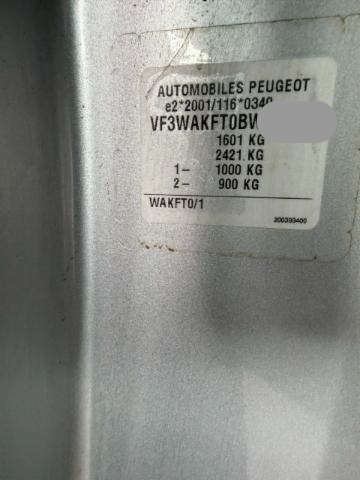 AUTOMOBILES PEUGEOT
e2*2001/116*0340
VF3WAKFT0BW
1601 KG
2421 KG
1– 1000 KG
2– 900 KG
WAKFT0/1
200399400